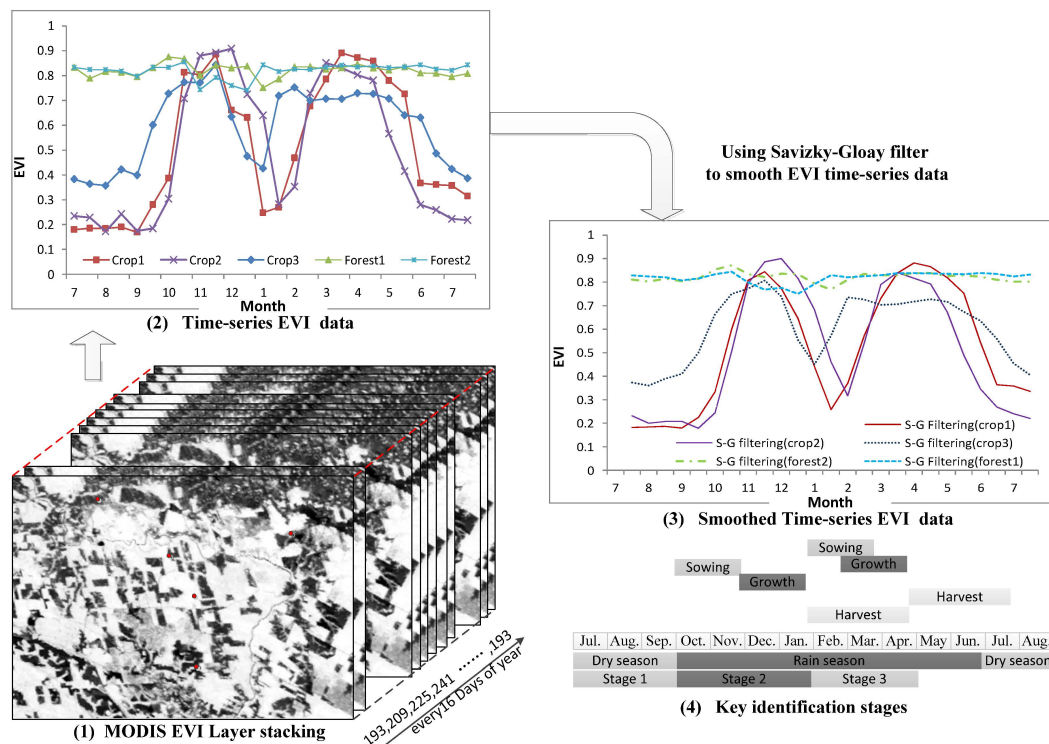 1
0.9
0.8
0.7
0.6
0.5
0.4
0.3
0.2
0.1
0
EVI
Crop1 Crop2 Crop3 Forest1 Forest2
7 8 9 10 11 12 1 2 3 4 5 6 7
Month
(2) Time-series EVI data
Using Savizky-Gloay filter
to smooth EVI time-series data
1
0.9
0.8
0.7
0.6
0.5
0.4
0.3
0.2
0.1
0
EVI
S-G filtering(crop1)
S-G filtering(crop2) S-G filtering(crop3)
S-G filtering(forest2) S-G Filtering(forest1)
7 8 9 10 11 12 1 2 3 4 5 6 7
Month
(3) Smoothed Time-series EVI data
193,209,225,241 ...... ,193
every16 Days of year
(1) MODIS EVI Layer stacking
Sowing
Sowing Growth
Growth
Harvest
Harvest
Jul. Aug. Sep. Oct. Nov. Dec. Jan. Feb. Mar. Apr. May Jun. Jul. Aug.
Dry season Rain season Dry season
Stage 1 Stage 2 Stage 3
(4) Key identification stages